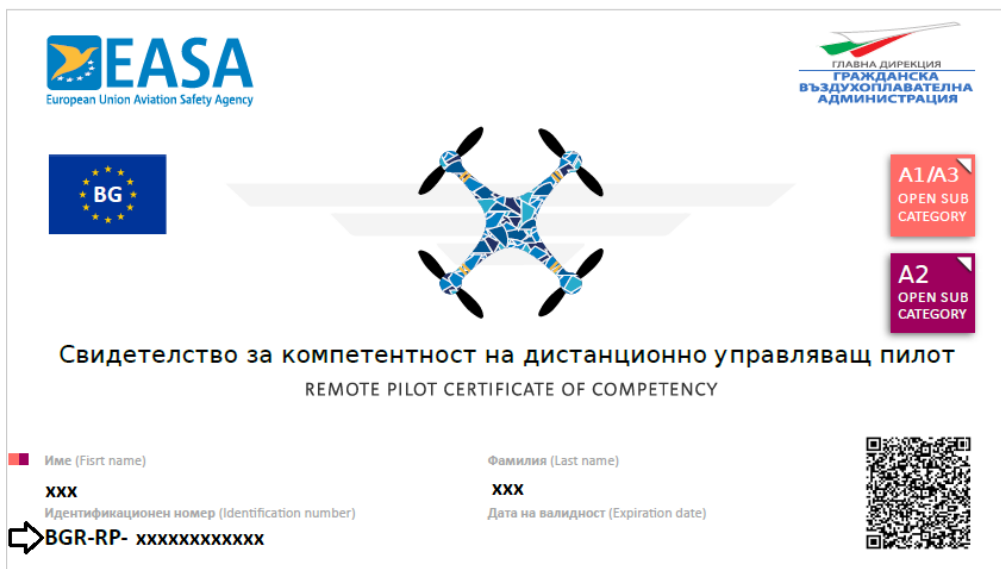 EASA
European Union Aviation Safety Agency
ГЛАВНА ДИРЕКЦИЯ
ГРАЖДАНСКА
ВЪЗДУХОПЛАВАТЕЛНА
АДМИНИСТРАЦИЯ
BG
A1/A3
OPEN SUB
CATEGORY
A2
OPEN SUB
CATEGORY
Свидетелство за компетентност на дистанционно управляващ пилот
REMOTE PILOT CERTIFICATE OF COMPETENCY
Име (Fisrt name)
Фамилия (Last name)
xxx
xxx
Идентификационен номер (Identification number)
Дата на валидност (Expiration date)
BGR-RP- xxxxxxxxxxxx